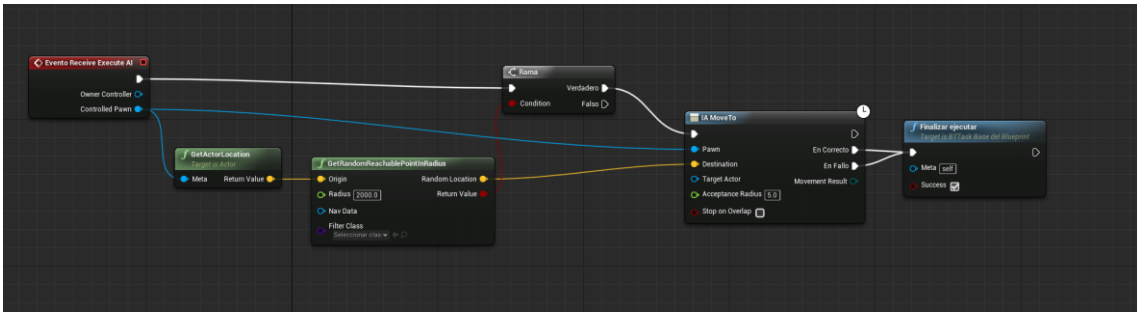 Evento Receive Execute AI
Owner Controller
Controlled Pawn
GetActorLocation
Target is Actor
Meta Return Value
GetRandomReachablePointInRadius
Origin Random Location
Radius 2000.0 Return Value
Nav Data
Filter Class
Seleccionar clas
Rama
Verdadero
Condition Falso
IA MoveTo
Pawn En Correcto
Destination En Fallo
Target Actor Movement Result
Acceptance Radius 5.0
Stop on Overlap
Finalizar ejecutar
Target is BTTask Base del Blueprint
Meta self
Success